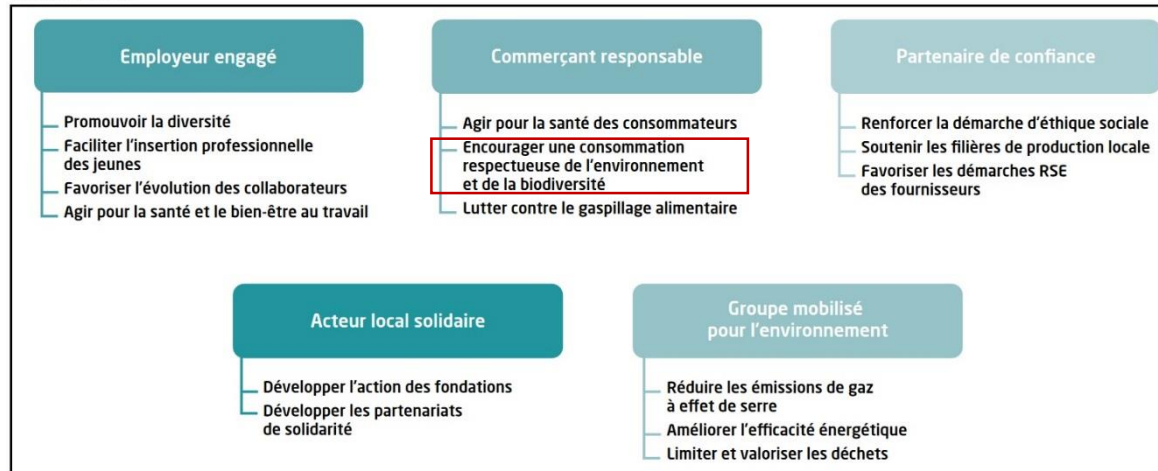 Employeur engagé
Promouvoir la diversité
Faciliter l'insertion professionnelle
des jeunes
Favoriser l'évolution des collaborateurs
Agir pour la santé et le bien-être au travail
Commerçant responsable
Agir pour la santé des consommateurs
Encourager une consommation
respectueuse de l'environnement
et de la biodiversité
Lutter contre le gaspillage alimentaire
Partenaire de confiance
Renforcer la démarche d'éthique sociale
Soutenir les filières de production locale
Favoriser les démarches RSE
des fournisseurs
Acteur local solidaire
Développer l'action des fondations
Développer les partenariats
de solidarité
Groupe mobilisé
pour l'environnement
Réduire les émissions de gaz
à effet de serre
Améliorer l'efficacité énergétique
Limiter et valoriser les déchets